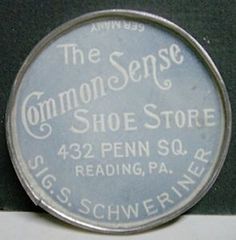 GERMANY
The
Common Sense
SHOE STORE
432 PENN SQ.
READING, PA.
SIG. S. SCHWERINER